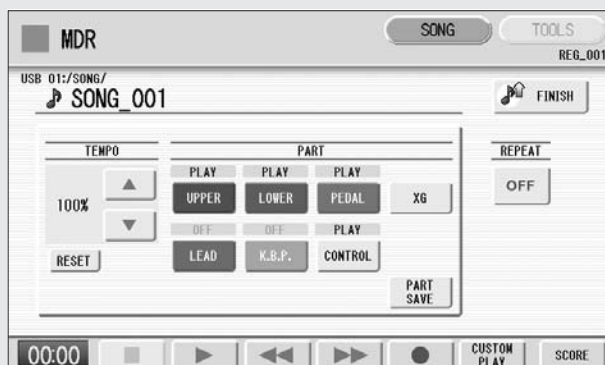 MDR
SONG
TOOLS
REG_001
USB 01:/SONG/
SONG_001
FINISH
TEMPO
PART
REPEAT
PLAY PLAY PLAY
100%
UPPER LOWER PEDAL XG
OFF
OFF OFF PLAY
RESET
LEAD K.B.P. CONTROL
PART
SAVE
00:00
CUSTOM
PLAY
SCORE